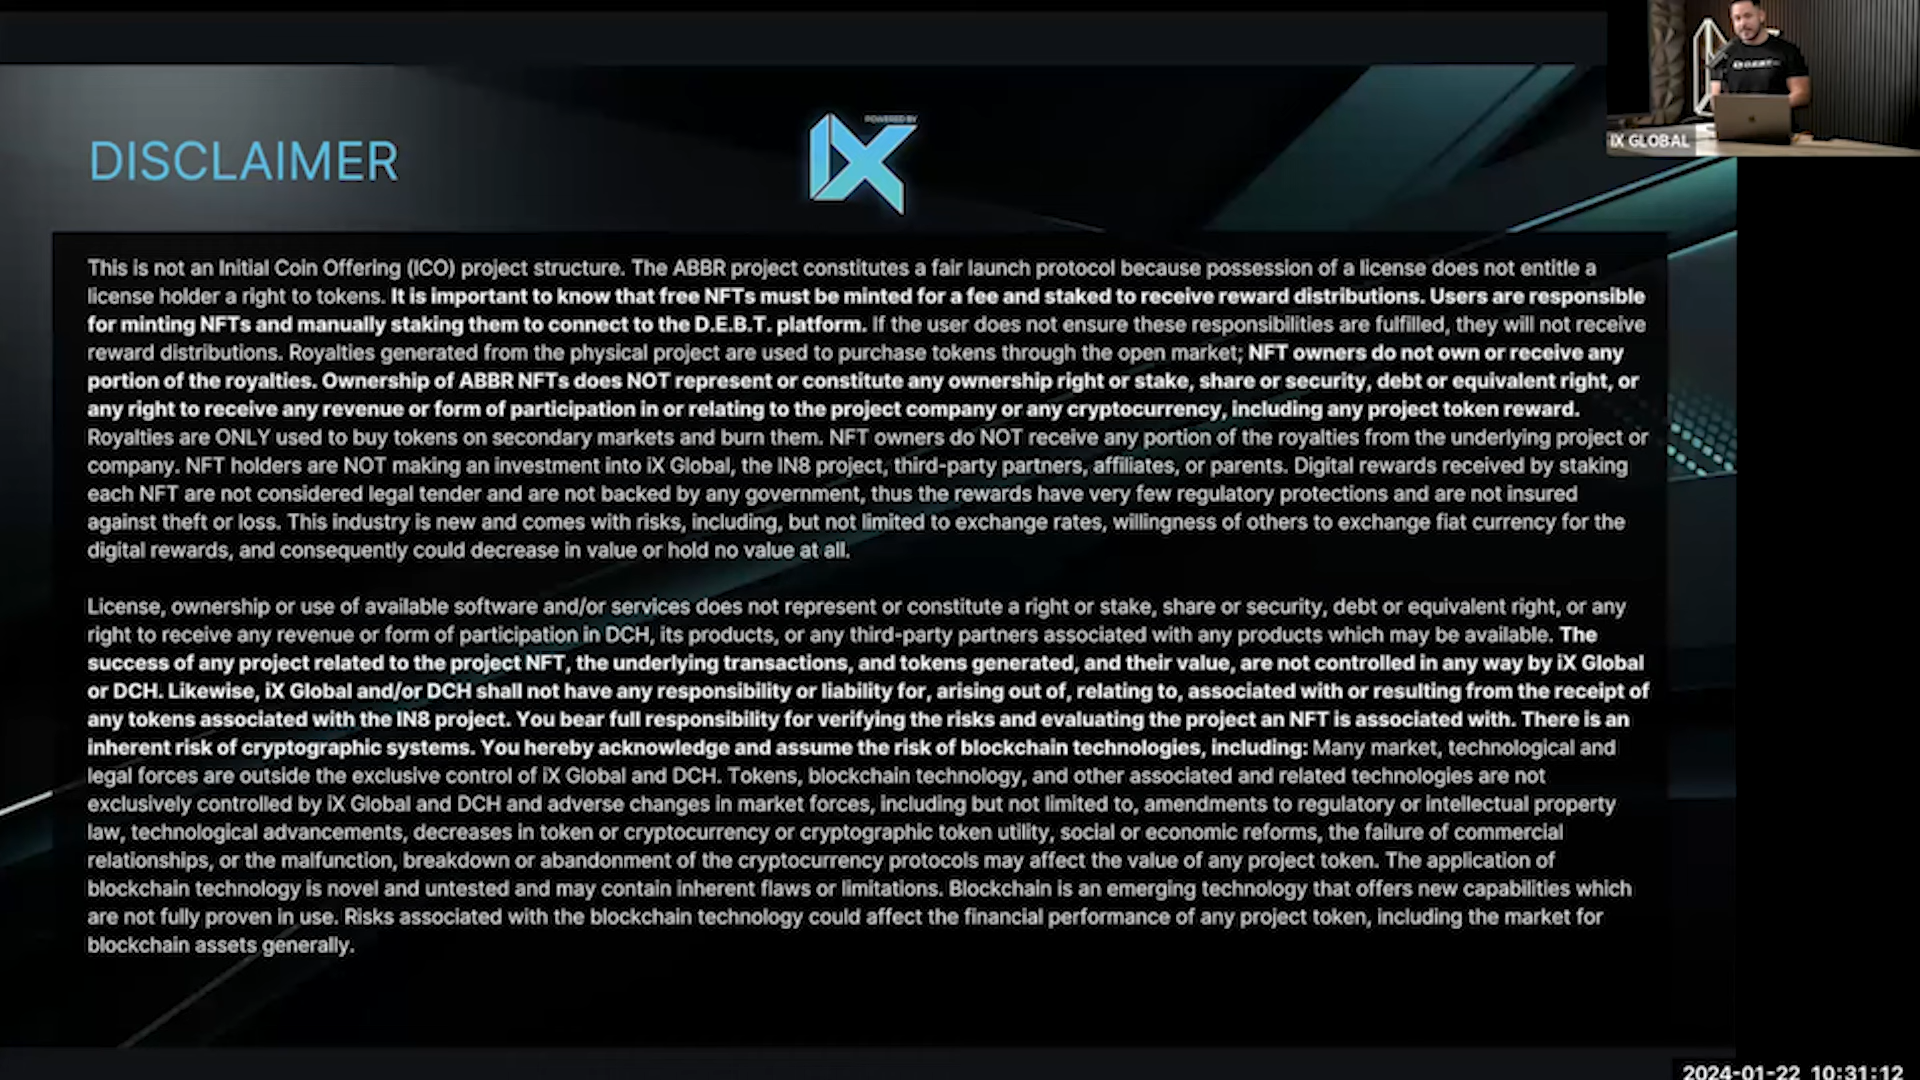 DISCLAIMER
POWERED BY
IX
IX GLOBAL
This is not an Initial Coin Offering (ICO) project structure. The ABBR project constitutes a fair launch protocol because possession of a license does not entitle a
license holder a right to tokens. It is important to know that free NFTs must be minted for a fee and staked to receive reward distributions. Users are responsible
for minting NFTs and manually staking them to connect to the D.E.B.T. platform. If the user does not ensure these responsibilities are fulfilled, they will not receive
reward distributions. Royalties generated from the physical project are used to purchase tokens through the open market; NFT owners do not own or receive any
portion of the royalties. Ownership of ABBR NFTs does NOT represent or constitute any ownership right or stake, share or security, debt or equivalent right, or
any right to receive any revenue or form of participation in or relating to the project company or any cryptocurrency, including any project token reward.
Royalties are ONLY used to buy tokens on secondary markets and burn them. NFT owners do NOT receive any portion of the royalties from the underlying project or
company. NFT holders are NOT making an investment into iX Global, the IN8 project, third-party partners, affiliates, or parents. Digital rewards received by staking
each NFT are not considered legal tender and are not backed by any government, thus the rewards have very few regulatory protections and are not insured
against theft or loss. This industry is new and comes with risks, including, but not limited to exchange rates, willingness of others to exchange fiat currency for the
digital rewards, and consequently could decrease in value or hold no value at all.
License, ownership or use of available software and/or services does not represent or constitute a right or stake, share or security, debt or equivalent right, or any
right to receive any revenue or form of participation in DCH, its products, or any third-party partners associated with any products which may be available. The
success of any project related to the project NFT, the underlying transactions, and tokens generated, and their value, are not controlled in any way by iX Global
or DCH. Likewise, iX Global and/or DCH shall not have any responsibility or liability for, arising out of, relating to, associated with or resulting from the receipt of
any tokens associated with the IN8 project. You bear full responsibility for verifying the risks and evaluating the project an NFT is associated with. There is an
inherent risk of cryptographic systems. You hereby acknowledge and assume the risk of blockchain technologies, including: Many market, technological and
legal forces are outside the exclusive control of iX Global and DCH. Tokens, blockchain technology, and other associated and related technologies are not
exclusively controlled by iX Global and DCH and adverse changes in market forces, including but not limited to, amendments to regulatory or intellectual property
law, technological advancements, decreases in token or cryptocurrency or cryptographic token utility, social or economic reforms, the failure of commercial
relationships, or the malfunction, breakdown or abandonment of the cryptocurrency protocols may affect the value of any project token. The application of
blockchain technology is novel and untested and may contain inherent flaws or limitations. Blockchain is an emerging technology that offers new capabilities which
are not fully proven in use. Risks associated with the blockchain technology could affect the financial performance of any project token, including the market for
blockchain assets generally.
2024-01-22 10:31:12